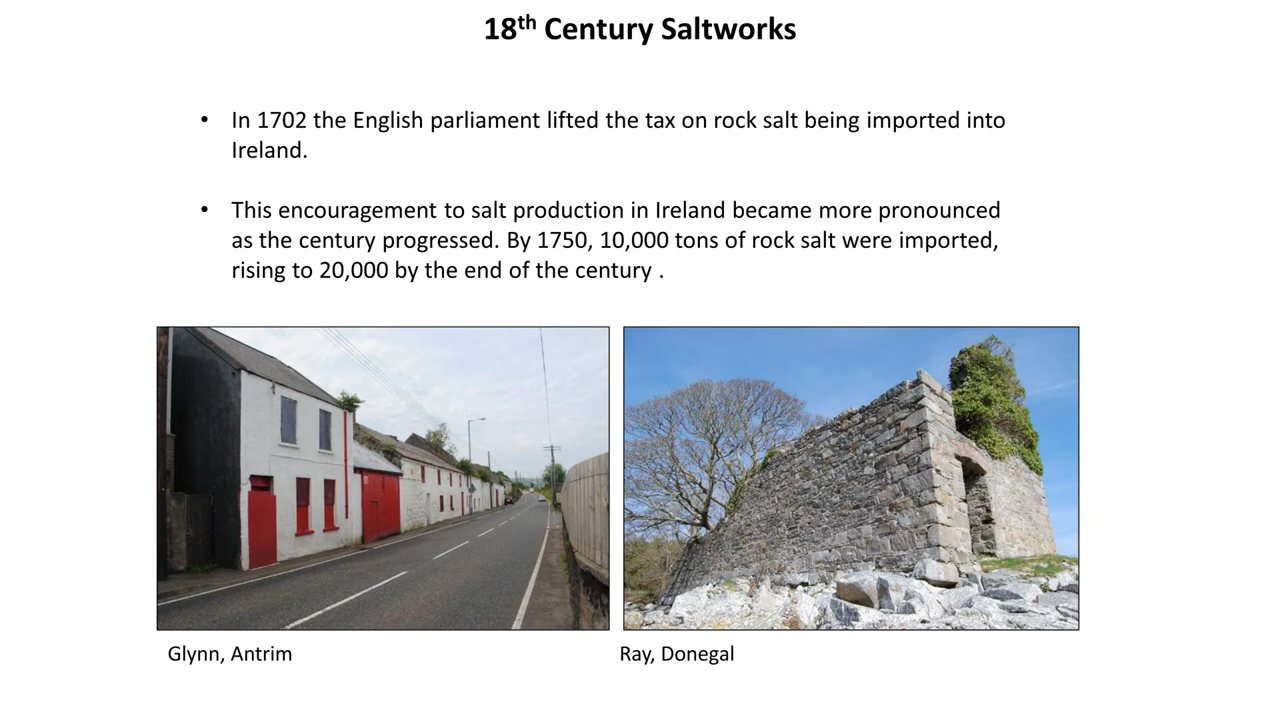 18th Century Saltworks
• In 1702 the English parliament lifted the tax on rock salt being imported into
Ireland.
• This encouragement to salt production in Ireland became more pronounced
as the century progressed. By 1750, 10,000 tons of rock salt were imported,
rising to 20,000 by the end of the century .
Glynn, Antrim
Ray, Donegal